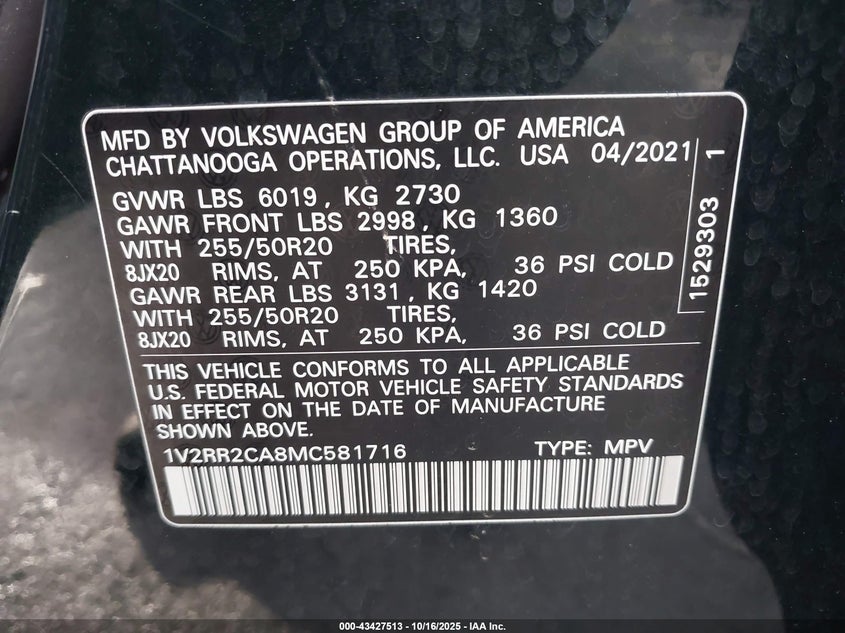 MFD BY VOLKSWAGEN GROUP OF AMERICA
CHATTANOOGA OPERATIONS, LLC. USA 04/2021
GVWR LBS 6019, KG 2730
GAWR FRONT LBS 2998, KG 1360
WITH 255/50R20 TIRES,
8JX20 RIMS, AT 250 KPA, 36 PSI COLD
GAWR REAR LBS 3131, KG 1420
WITH 255/50R20 TIRES,
8JX20 RIMS, AT 250 KPA, 36 PSI COLD
1529303 1
THIS VEHICLE CONFORMS TO ALL APPLICABLE
U.S. FEDERAL MOTOR VEHICLE SAFETY STANDARDS
IN EFFECT ON THE DATE OF MANUFACTURE
SHOWN ABOVE.
1V2RR2CA8MC581716 TYPE: MPV
000-43427513 - 10/16/2025 - IAA Inc.